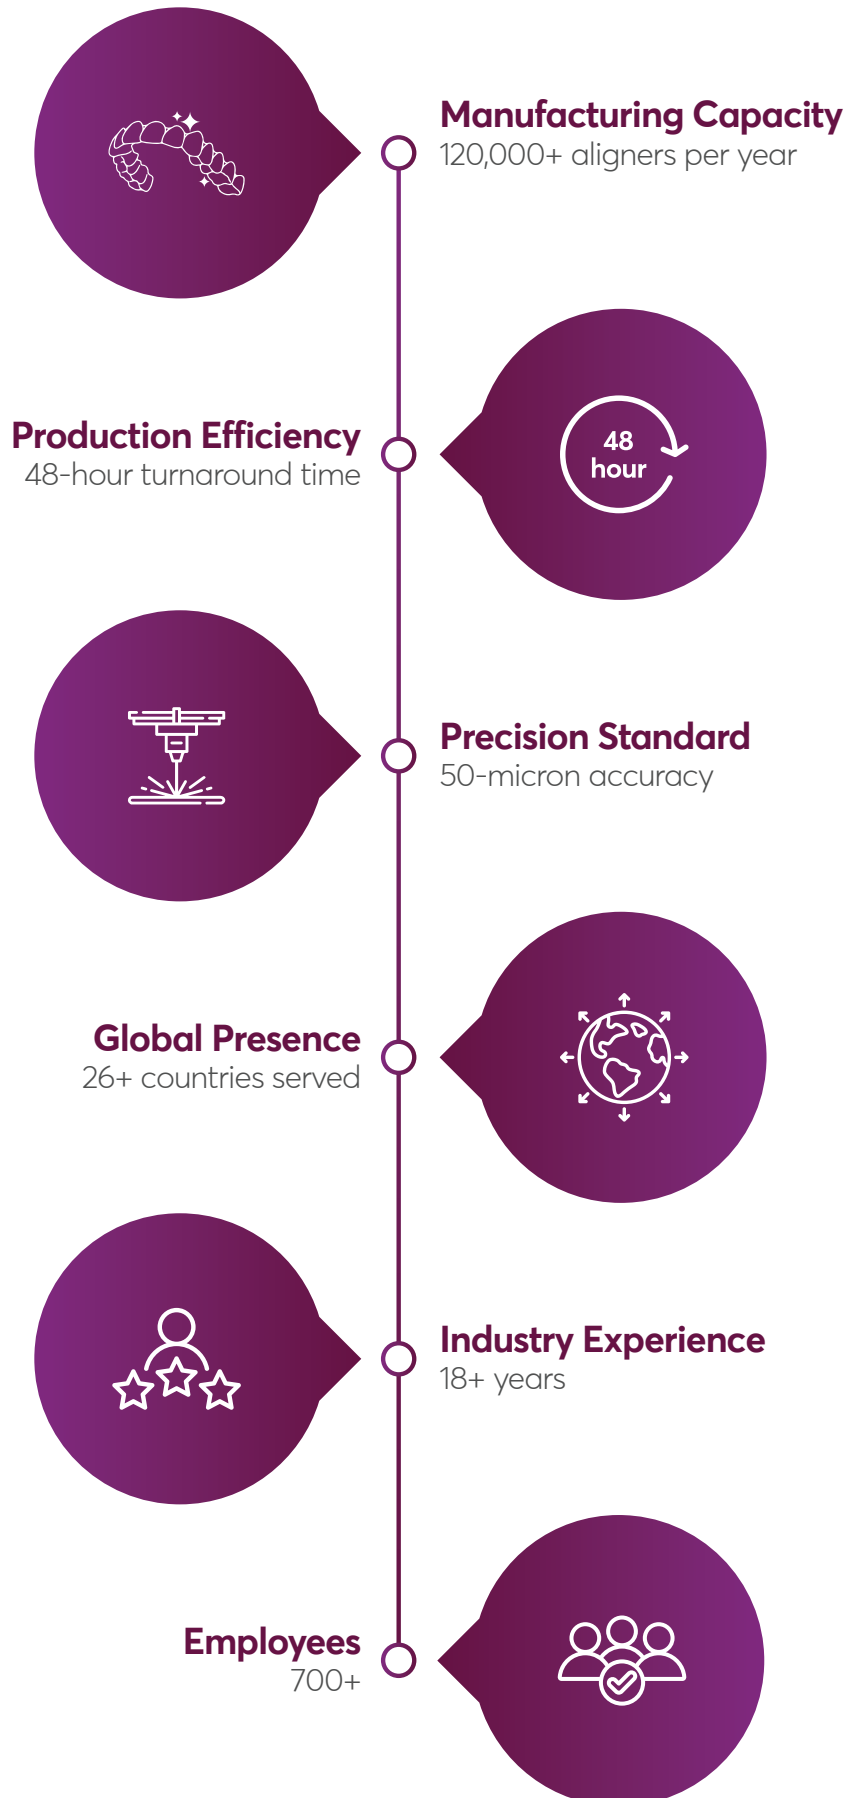 Manufacturing Capacity
120,000+ aligners per year
Production Efficiency
48-hour turnaround time
48
hour
Precision Standard
50-micron accuracy
Global Presence
26+ countries served
Industry Experience
18+ years
Employees
700+